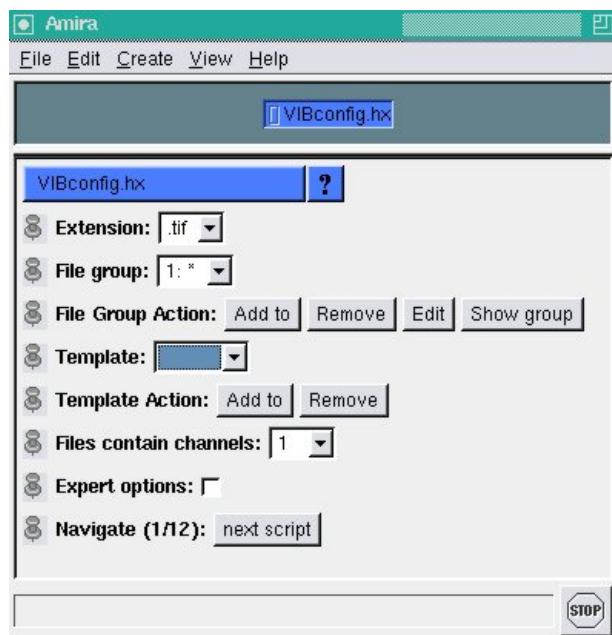 Amira
File Edit Create View Help
VIBconfig.hx
VIBconfig.hx ?
Extension: .tif
File group: 1: *
File Group Action: Add to Remove Edit Show group
Template:
Template Action: Add to Remove
Files contain channels: 1
Expert options:
Navigate (1/12): next script
STOP